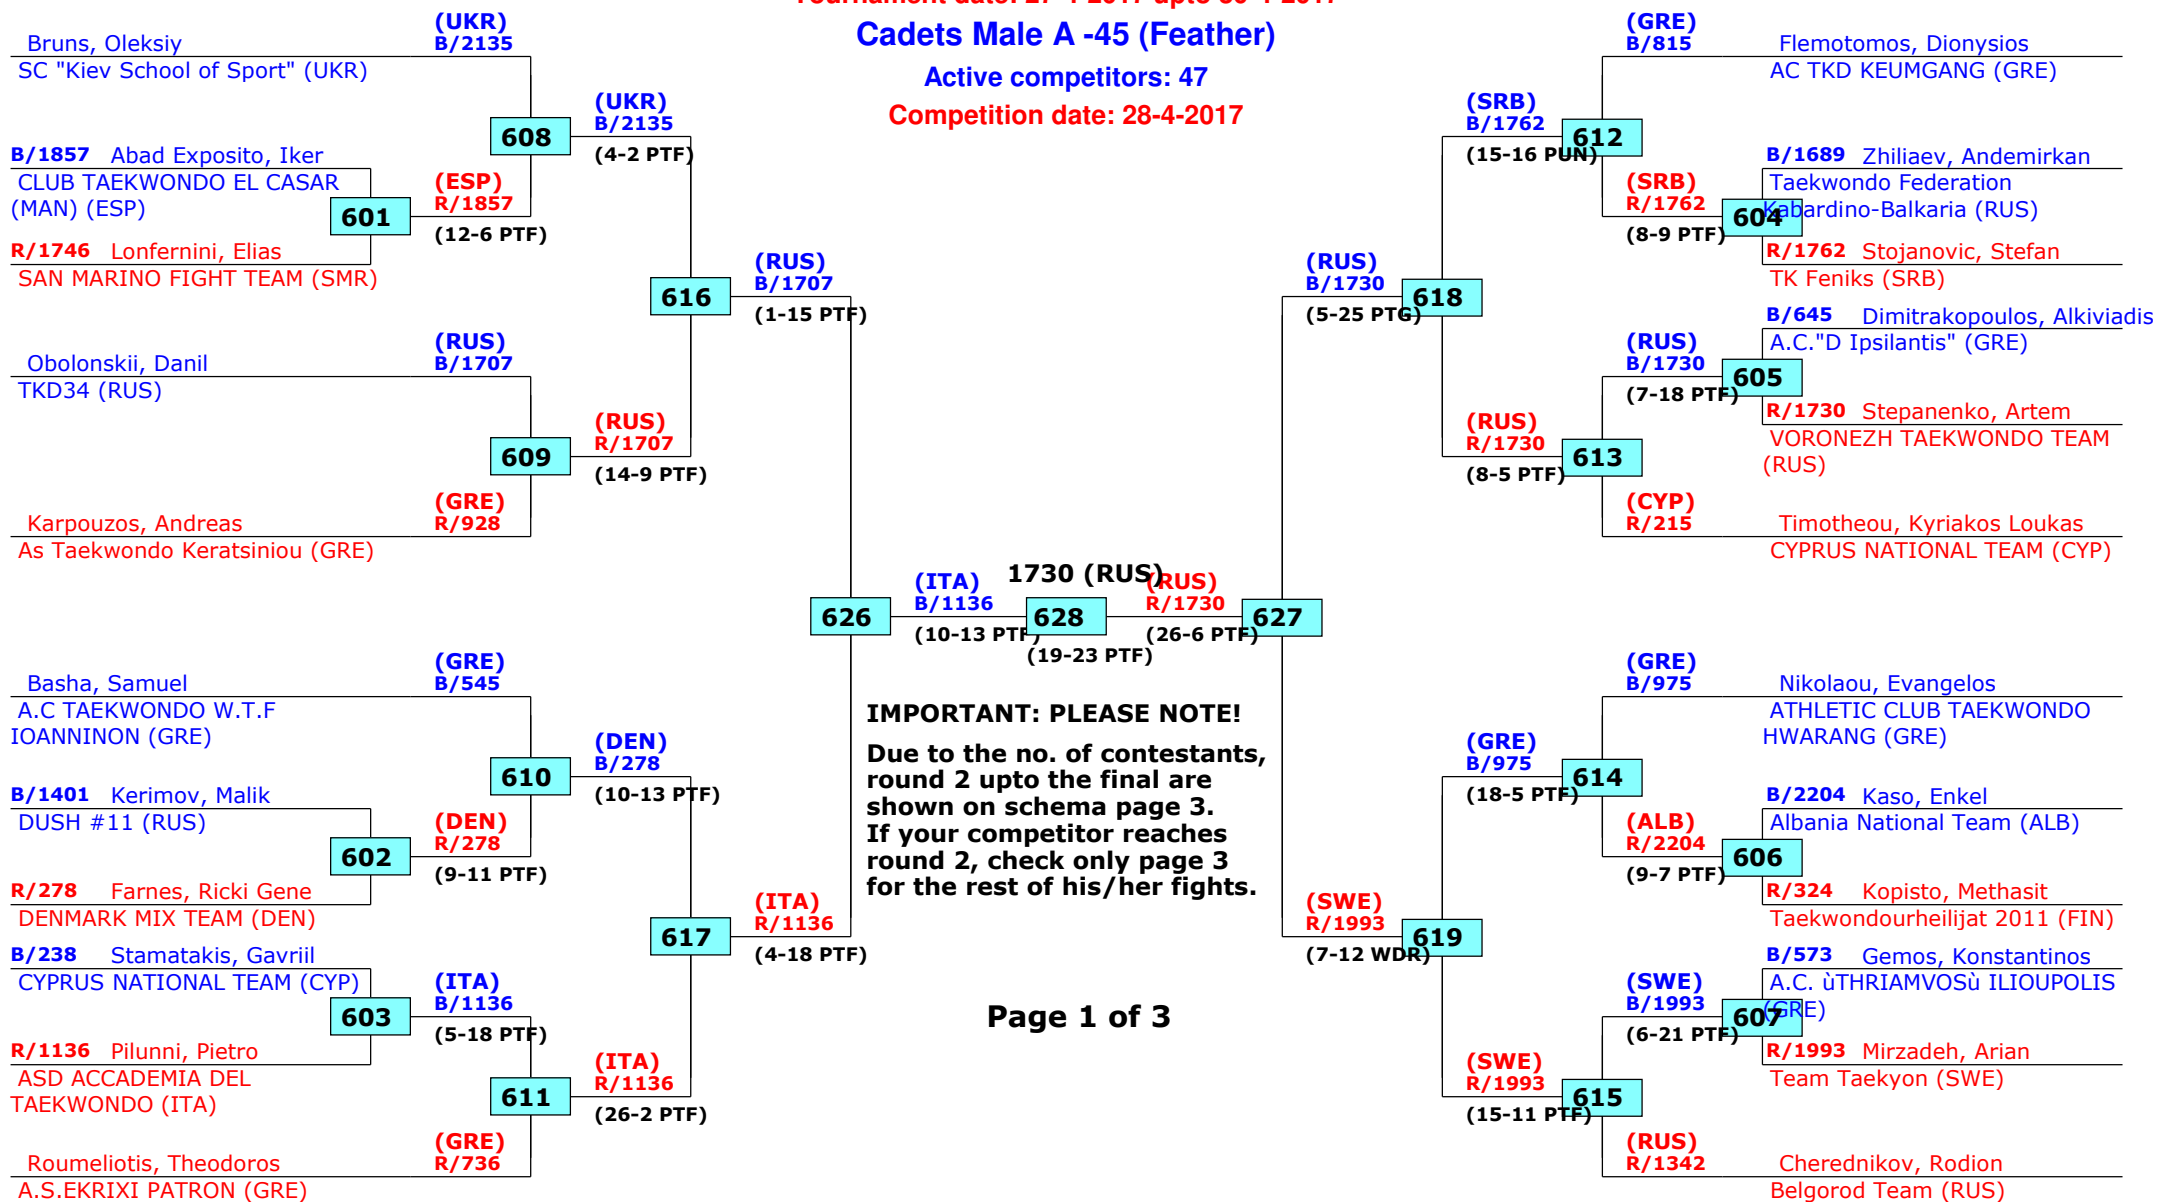 Cadets Male A -45 (Feather)
Active competitors: 47
Competition date: 28-4-2017
(UKR)
Bruns, Oleksiy B/2135
SC "Kiev School of Sport" (UKR)
608
(UKR)
B/2135
(4-2 PTF)
B/1857 Abad Exposito, Iker
CLUB TAEKWONDO EL CASAR
(MAN) (ESP)
601
(ESP)
R/1857
(12-6 PTF)
R/1746 Lonfernini, Elias
SAN MARINO FIGHT TEAM (SMR)
616
(RUS)
B/1707
(1-15 PTF)
(RUS)
Obolonskii, Danil B/1707
TKD34 (RUS)
609
(RUS)
R/1707
(14-9 PTF)
(GRE)
Karpouzos, Andreas R/928
As Taekwondo Keratsiniou (GRE)
626
(ITA)
B/1136
(10-13 PTF)
1730 (RUS)
628
(19-23 PTF)
(RUS)
R/1730
(26-6 PTF)
627
(GRE)
Basha, Samuel B/545
A.C TAEKWONDO W.T.F
IOANNINON (GRE)
610
(DEN)
B/278
(10-13 PTF)
B/1401 Kerimov, Malik
DUSH #11 (RUS)
602
(DEN)
R/278
(9-11 PTF)
R/278 Farnes, Ricki Gene
DENMARK MIX TEAM (DEN)
617
(ITA)
R/1136
(4-18 PTF)
B/238 Stamatakis, Gavriil
CYPRUS NATIONAL TEAM (CYP)
603
(ITA)
B/1136
(5-18 PTF)
R/1136 Pilunni, Pietro
ASD ACCADEMIA DEL
TAEKWONDO (ITA)
611
(ITA)
R/1136
(26-2 PTF)
(GRE)
Roumeliotis, Theodoros R/736
A.S.EKRIXI PATRON (GRE)
IMPORTANT: PLEASE NOTE!
Due to the no. of contestants,
round 2 upto the final are
shown on schema page 3.
If your competitor reaches
round 2, check only page 3
for the rest of his/her fights.
Page 1 of 3
(GRE)
B/815 Flemotomos, Dionysios
AC TKD KEUMGANG (GRE)
(SRB)
B/1762
(15-16 PUN)
612
B/1689 Zhiliaev, Andemirkan
Taekwondo Federation
Kabardino-Balkaria (RUS)
(SRB)
R/1762
(8-9 PTF)
604
R/1762 Stojanovic, Stefan
TK Feniks (SRB)
(RUS)
B/1730
(5-25 PTG)
618
B/645 Dimitrakopoulos, Alkiviadis
A.C."D Ipsilantis" (GRE)
(RUS)
B/1730
(7-18 PTF)
605
R/1730 Stepanenko, Artem
VORONEZH TAEKWONDO TEAM
(RUS)
(RUS)
R/1730
(8-5 PTF)
613
(CYP)
R/215 Timotheou, Kyriakos Loukas
CYPRUS NATIONAL TEAM (CYP)
(GRE)
B/975 Nikolaou, Evangelos
ATHLETIC CLUB TAEKWONDO
HWARANG (GRE)
(GRE)
B/975
(18-5 PTF)
614
B/2204 Kaso, Enkel
Albania National Team (ALB)
(ALB)
R/2204
(9-7 PTF)
606
R/324 Kopisto, Methasit
Taekwondourheilijat 2011 (FIN)
(SWE)
R/1993
(7-12 WDR)
619
B/573 Gemos, Konstantinos
A.C. ùTHRIAMVOSù ILIOUPOLIS
(GRE)
(SWE)
B/1993
(6-21 PTF)
607
R/1993 Mirzadeh, Arian
Team Taekyon (SWE)
(SWE)
R/1993
(15-11 PTF)
615
(RUS)
R/1342 Cherednikov, Rodion
Belgorod Team (RUS)